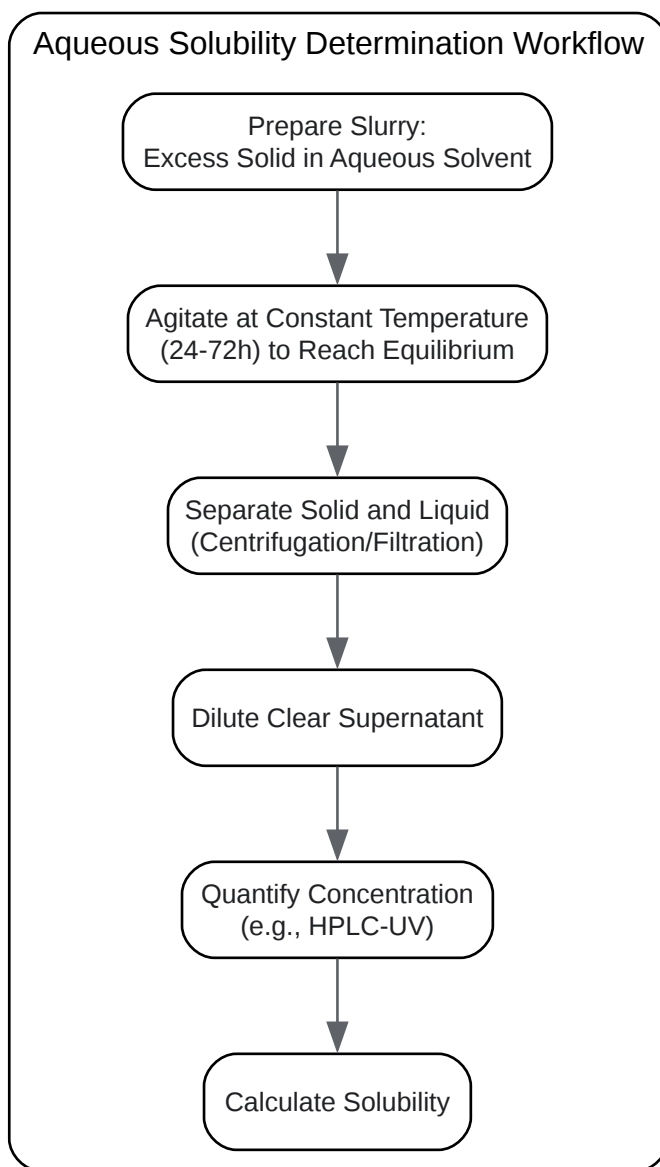 Aqueous Solubility Determination Workflow
Prepare Slurry:
Excess Solid in Aqueous Solvent
Agitate at Constant Temperature
(24-72h) to Reach Equilibrium
Separate Solid and Liquid
(Centrifugation/Filtration)
Dilute Clear Supernatant
Quantify Concentration
(e.g., HPLC-UV)
Calculate Solubility